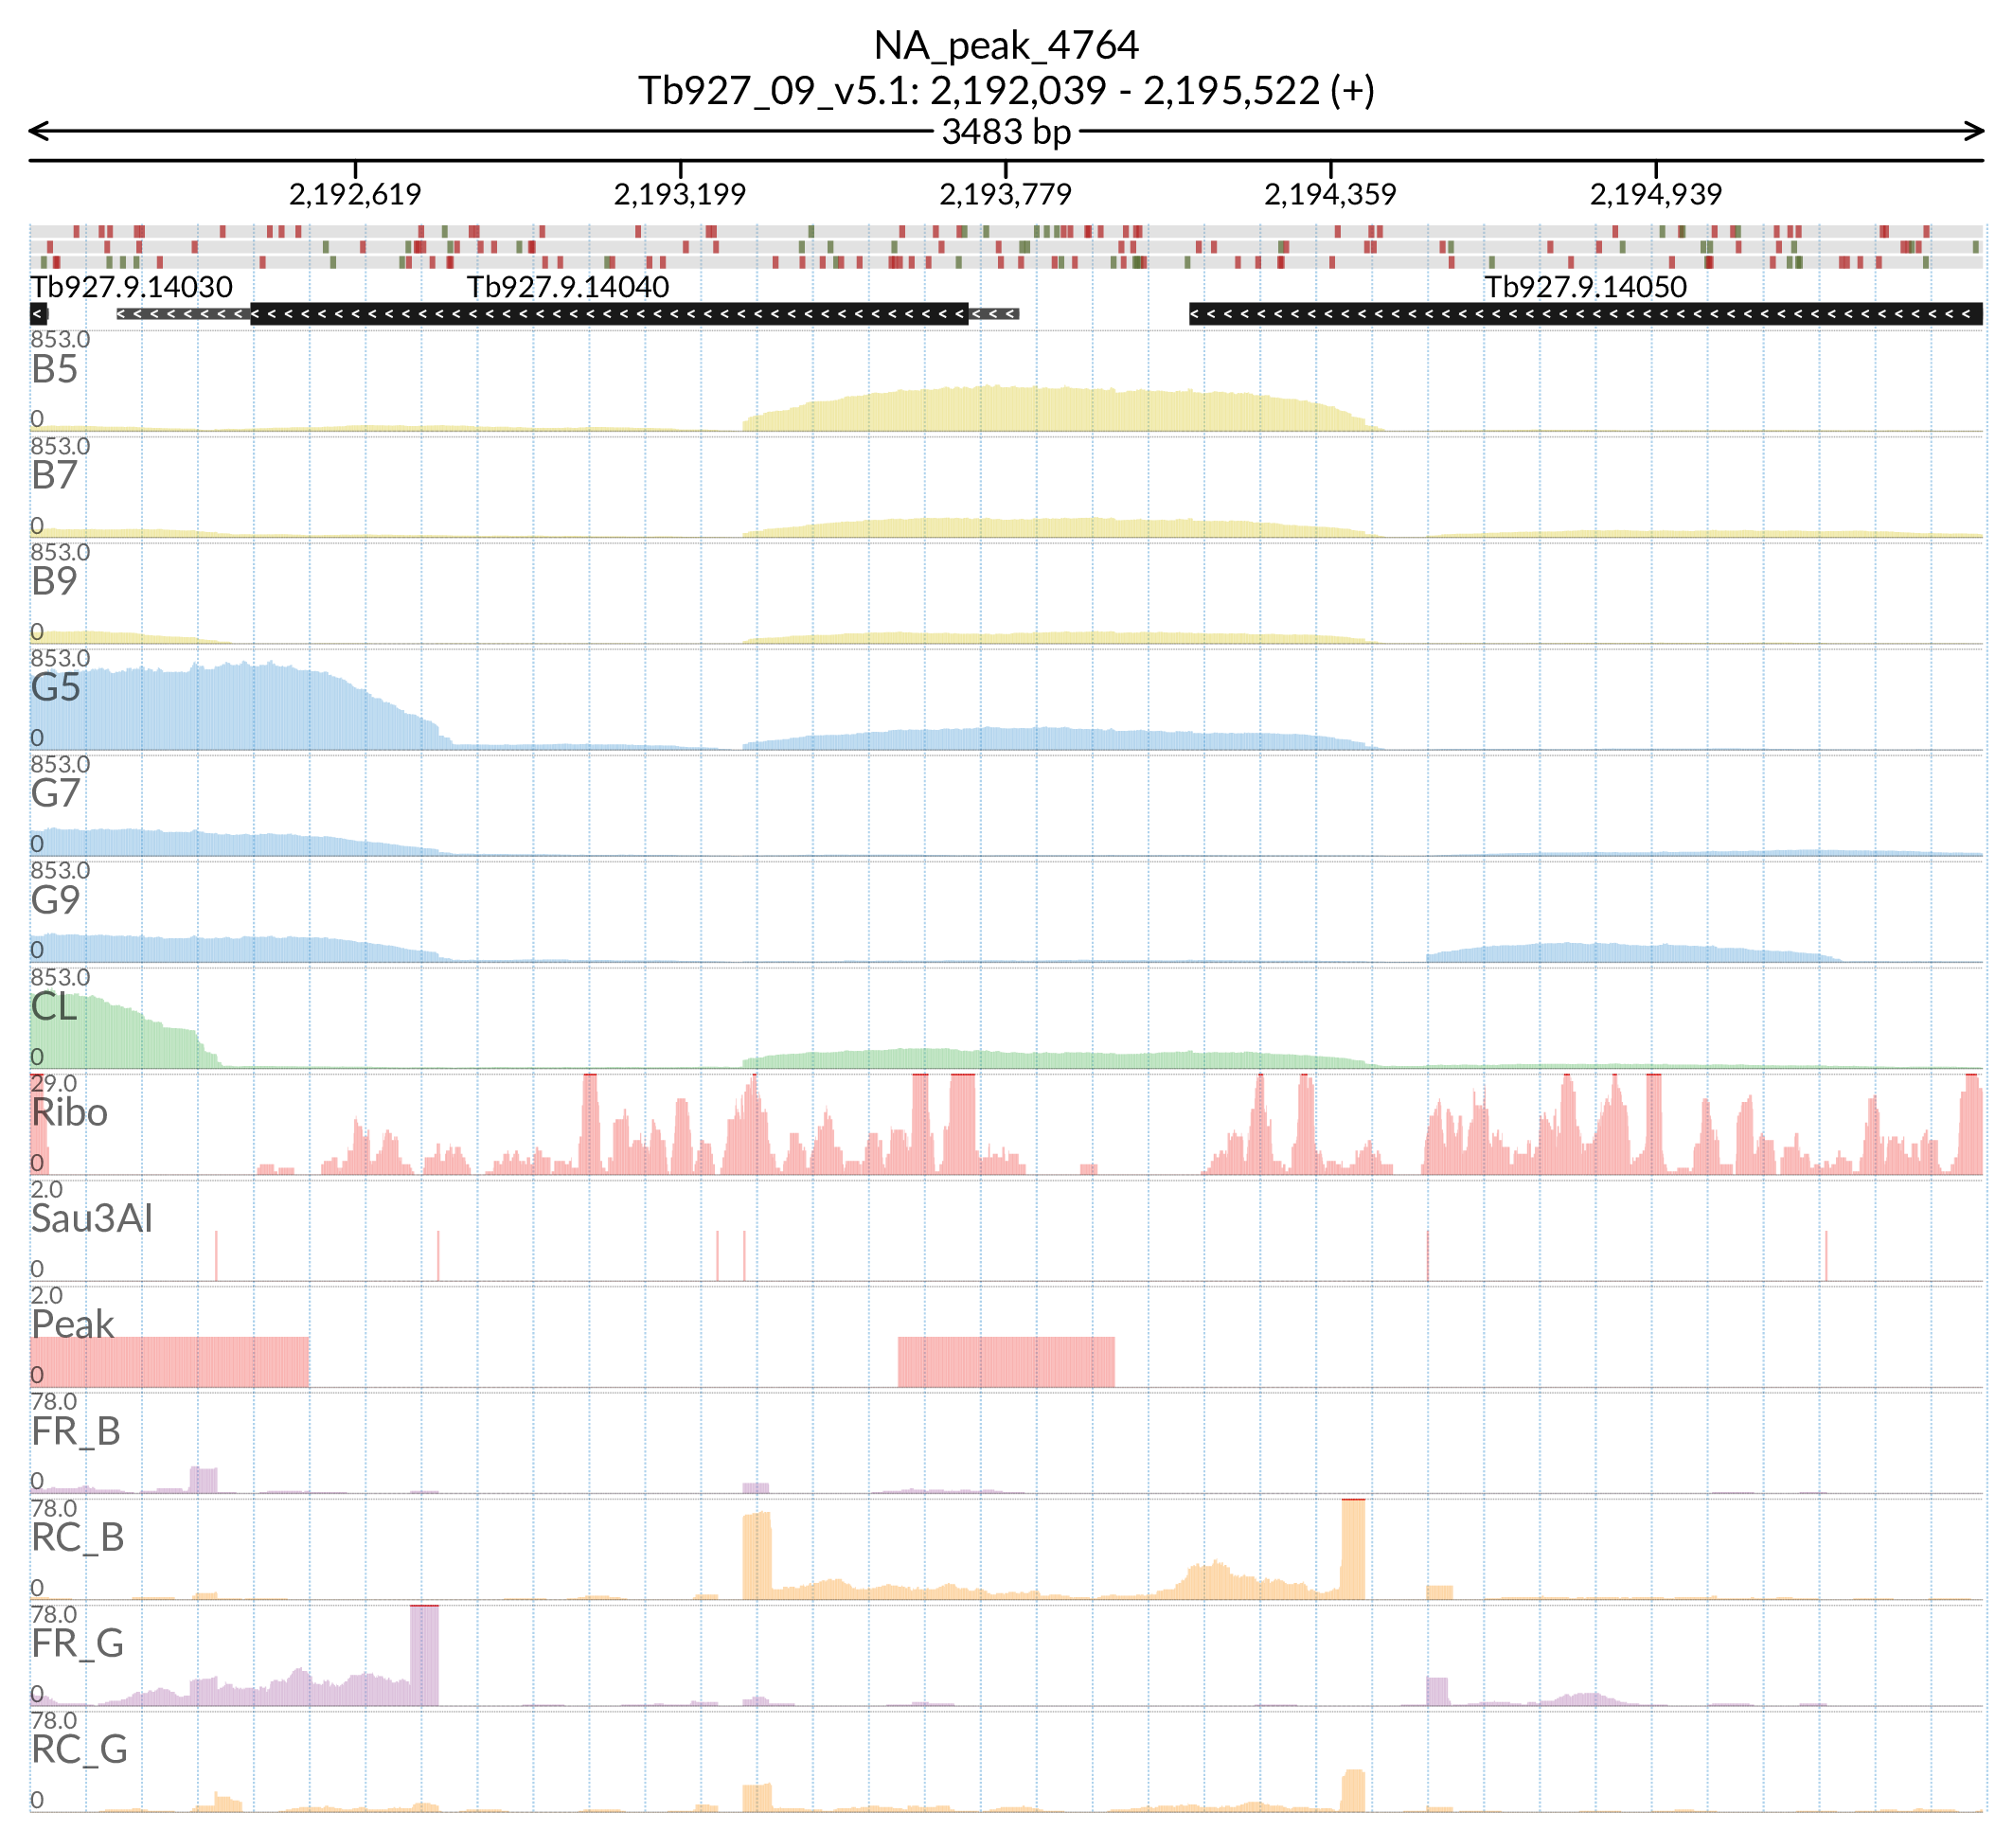 NA_peak_4764
Tb927_09_v5.1: 2,192,039 - 2,195,522 (+)
3483 bp
2,192,619 2,193,199 2,193,779 2,194,359 2,194,939
Tb927.9.14030 Tb927.9.14040 Tb927.9.14050
853.0
B5
0
853.0
B7
0
853.0
B9
0
853.0
G5
0
853.0
G7
0
853.0
G9
0
853.0
CL
0
29.0
Ribo
0
2.0
Sau3AI
0
2.0
Peak
0
78.0
FR_B
0
78.0
RC_B
0
78.0
FR_G
0
78.0
RC_G
0